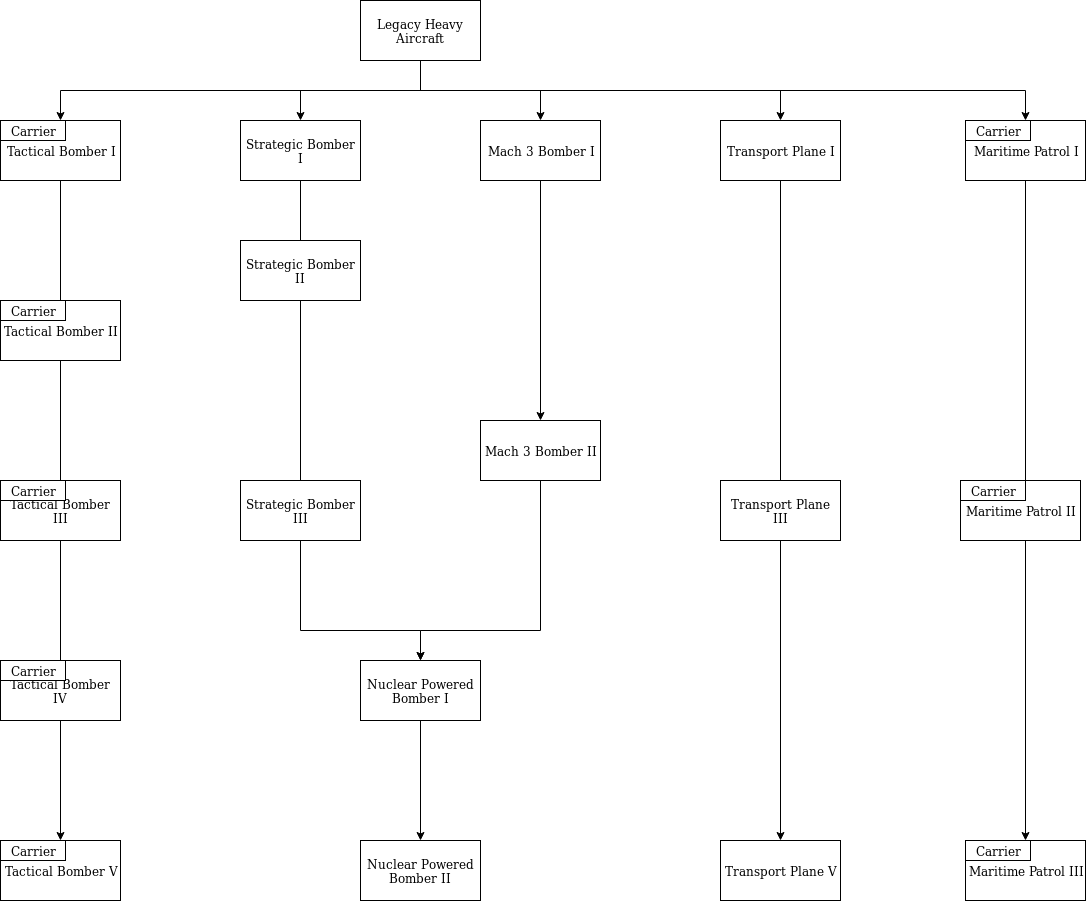 Legacy Heavy
Aircraft
Carrier
Tactical Bomber I
Strategic Bomber
I
Mach 3 Bomber I
Transport Plane I
Carrier
Maritime Patrol I
Strategic Bomber
II
Carrier
Tactical Bomber II
Mach 3 Bomber II
Carrier
Tactical Bomber
III
Strategic Bomber
III
Transport Plane
III
Carrier
Maritime Patrol II
Carrier
Tactical Bomber
IV
Nuclear Powered
Bomber I
Carrier
Tactical Bomber V
Nuclear Powered
Bomber II
Transport Plane V
Carrier
Maritime Patrol III